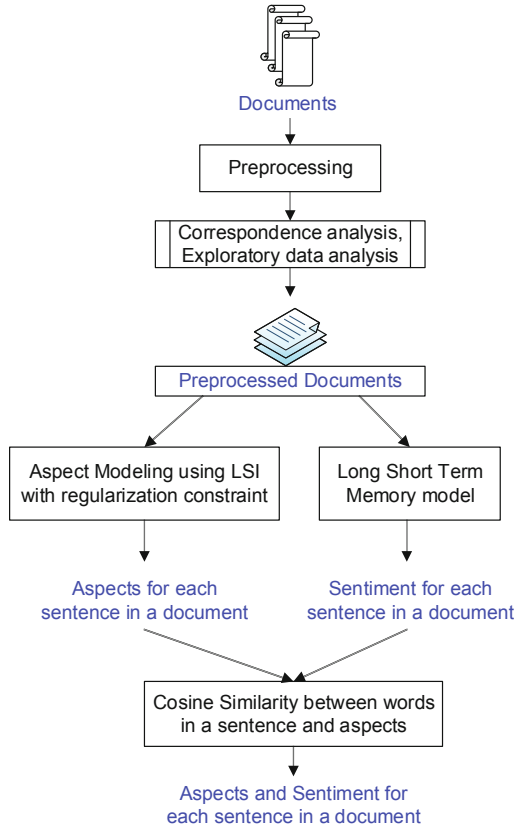 Documents
Preprocessing
Correspondence analysis,
Exploratory data analysis
Preprocessed Documents
Aspect Modeling using LSI
with regularization constraint
Long Short Term
Memory model
Aspects for each
sentence in a document
Sentiment for each
sentence in a document
Cosine Similarity between words
in a sentence and aspects
Aspects and Sentiment for
each sentence in a document